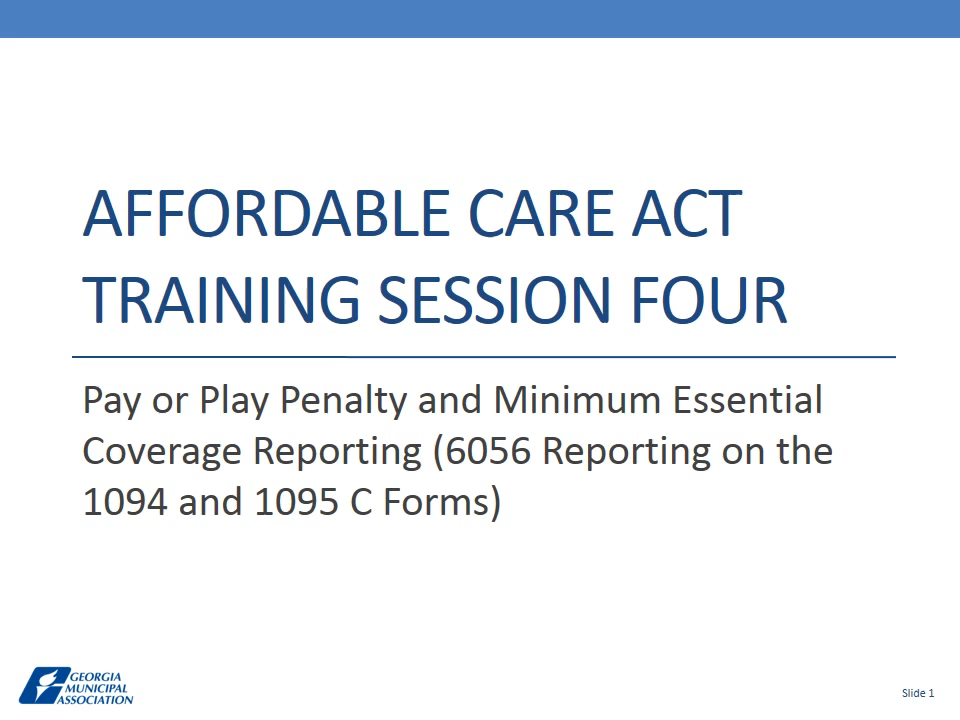 AFFORDABLE CARE ACT
TRAINING SESSION FOUR
Pay or Play Penalty and Minimum Essential
Coverage Reporting (6056 Reporting on the
1094 and 1095 C Forms)
GEORGIA
MUNICIPAL
ASSOCIATION
Slide 1